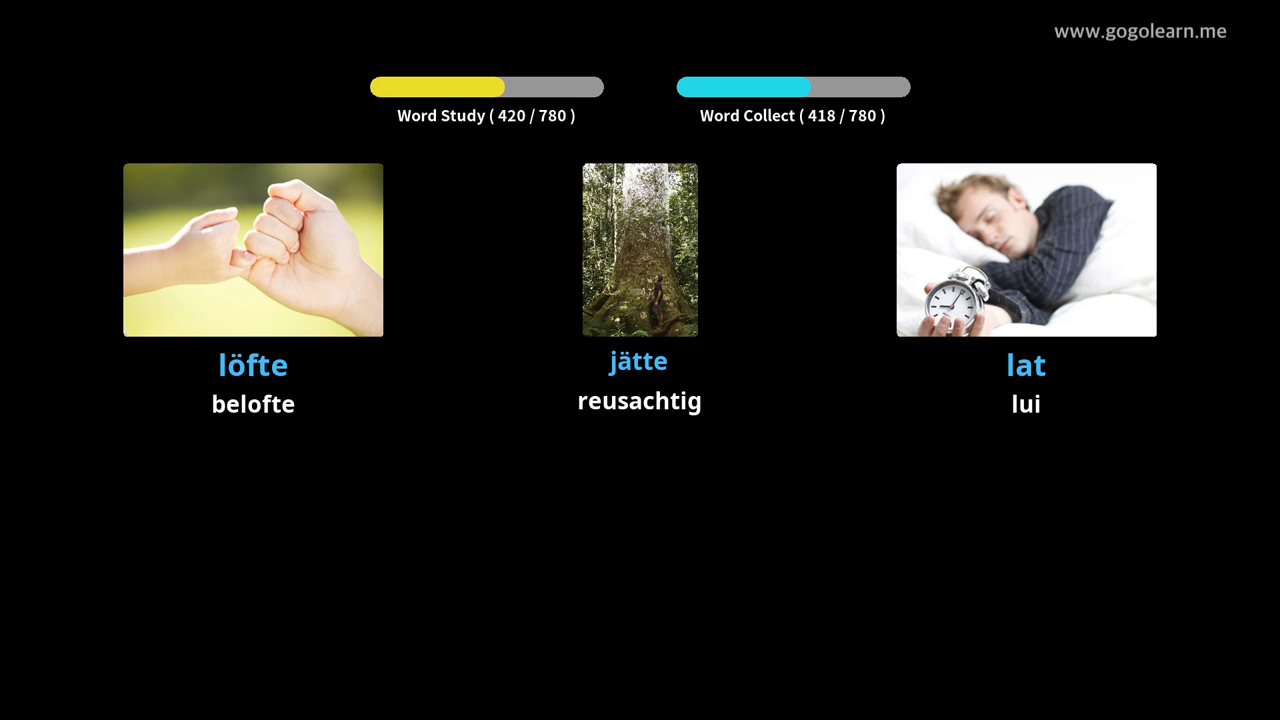 www.gogolearn.me
Word Study ( 420 / 780 )
Word Collect ( 418 / 780 )
löfte
belofte
jätte
reusachtig
lat
lui